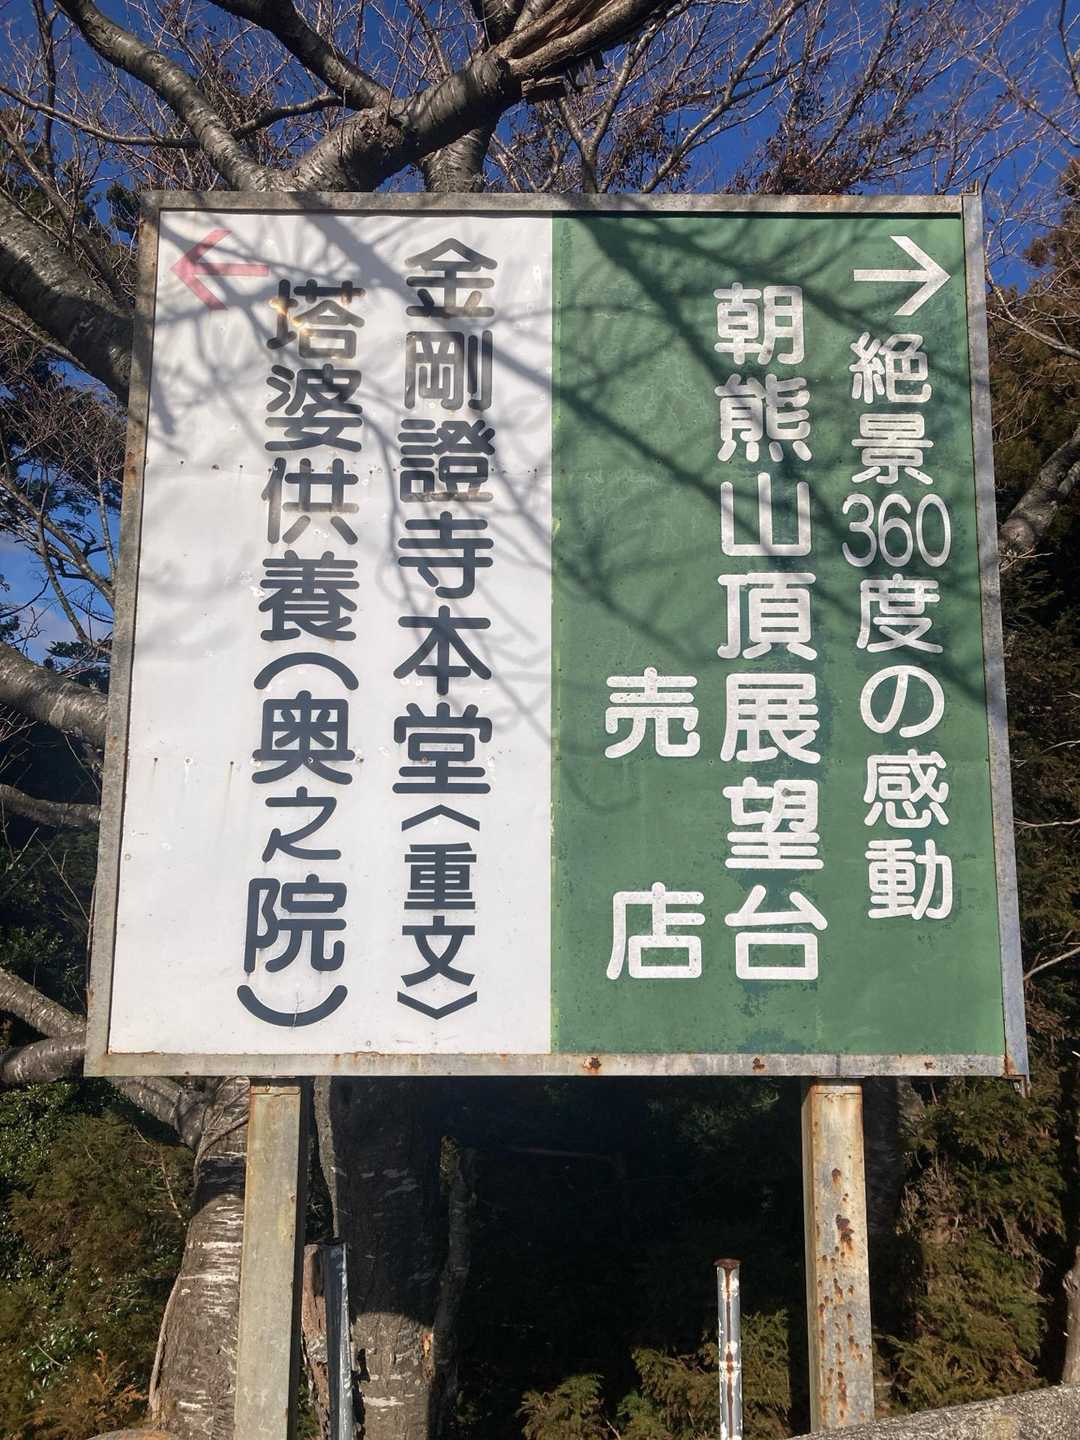 →絶景360度の感動
朝熊山頂展望台
売店
←
金剛證寺本堂〈重文〉
塔婆供養(奥之院)